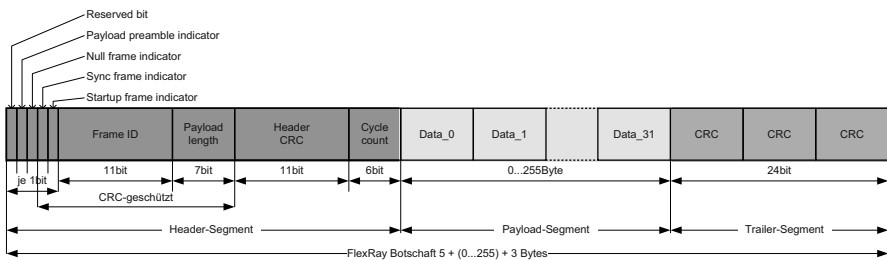 Reserved bit
Payload preamble indicator
Null frame indicator
Sync frame indicator
Startup frame indicator
Frame ID
Payload length
Header CRC
Cycle count
Data_0
Data_1
Data_31
CRC
CRC
CRC
je 1bit
11bit
7bit
11bit
6bit
0...255Byte
24bit
CRC-geschützt
Header-Segment
Payload-Segment
Trailer-Segment
FlexRay Botschaft 5 + (0...255) + 3 Bytes